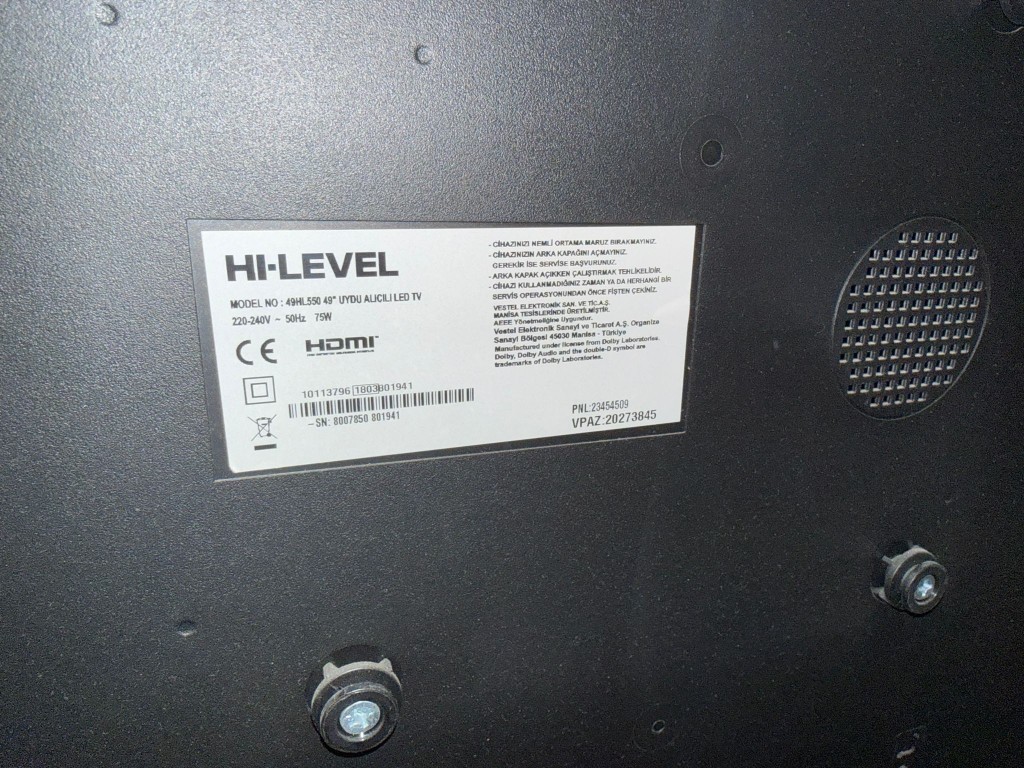 HI-LEVEL
MODEL NO : 49HL550 49" UYDU ALICILI LED TV
220-240V ~ 50Hz 75W
CE HDMI
10113796 1803801941
SN: 8007850 801941
- CİHAZINIZI NEMLİ ORTAMA MARUZ BIRAKMAYINIZ.
- CİHAZINIZIN ARKA KAPAĞINI AÇMAYINIZ.
GEREKİR İSE SERVİSE BAŞVURUNUZ.
- ARKA KAPAK AÇIKKEN ÇALIŞTIRMAK TEHLİKELİDİR.
- CİHAZI KULLANMADIĞINIZ ZAMAN YA DA HERHANGİ BİR
SERVİS OPERASYONUNDAN ÖNCE FİŞTEN ÇEKİNİZ.
VESTEL ELEKTRONİK SAN. VE TİC.A.Ş.
MANİSA TESİSLERİNDE ÜRETİLMİŞTİR.
AEEE Yönetmeliğine Uygundur.
Vestel Elektronik Sanayi ve Ticaret A.Ş. Organize
Sanayi Bölgesi 45030 Manisa - Türkiye
Manufactured under license from Dolby Laboratories.
Dolby, Dolby Audio and the double-D symbol are
trademarks of Dolby Laboratories.
PNL:23454509
VPAZ:20273845